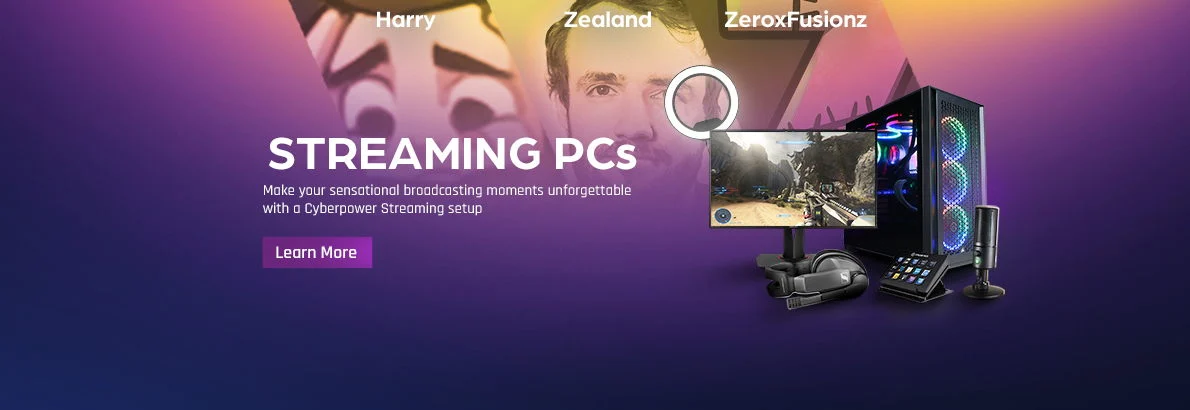 Harry Zealand ZeroxFusionz
STREAMING PCs
Make your sensational broadcasting moments unforgettable
with a Cyberpower Streaming setup
Learn More